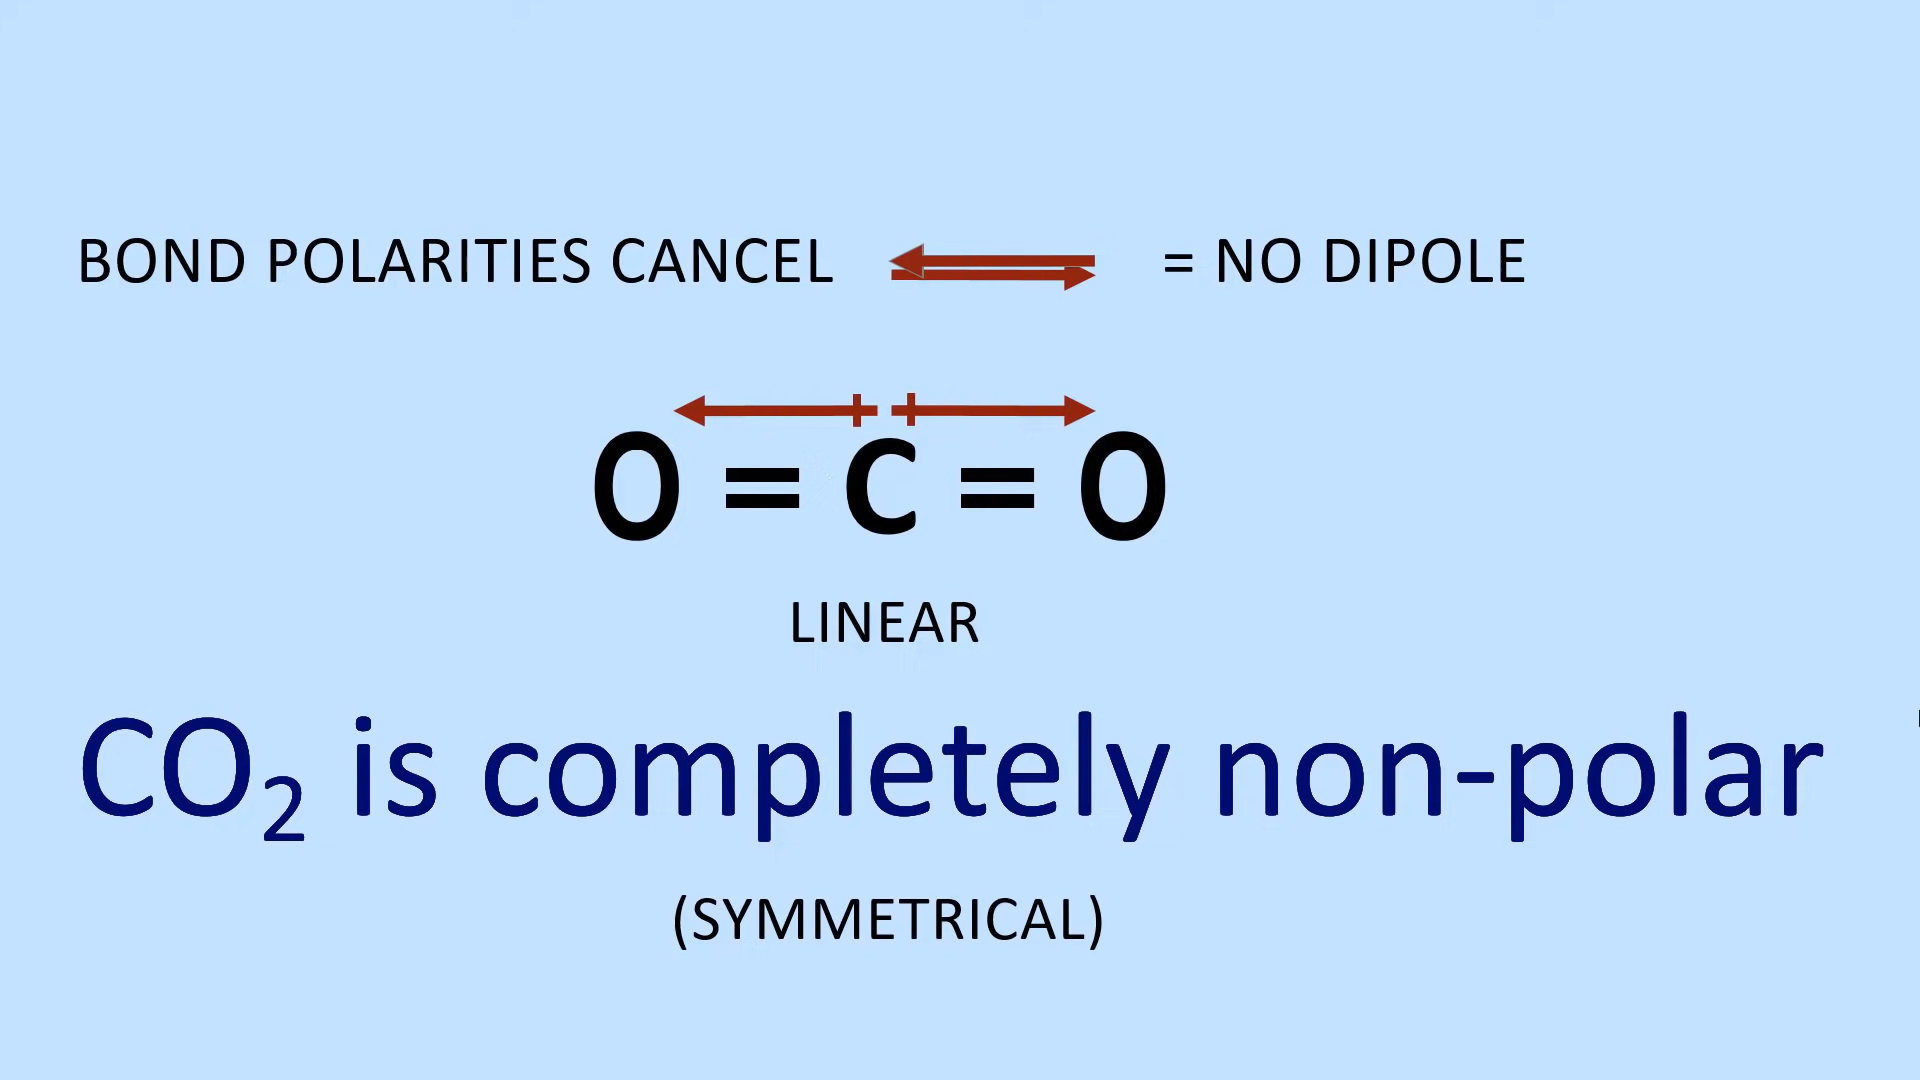 BOND POLARITIES CANCEL = NO DIPOLE
O = C = O
LINEAR
CO₂ is completely non-polar
(SYMMETRICAL)